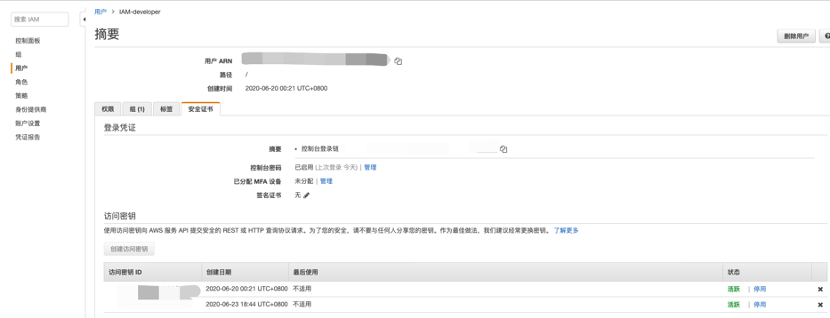 用户 > IAM-developer
搜索 IAM
摘要
删除用户
控制面板
组
用户
角色
策略
身份提供商
账户设置
凭证报告
用户 ARN
路径 /
创建时间 2020-06-20 00:21 UTC+0800
权限 组 (1) 标签 安全证书
登录凭证
摘要 • 控制台登录链
控制台密码 已启用 (上次登录 今天) | 管理
已分配 MFA 设备 未分配 | 管理
签名证书 无
访问密钥
使用访问密钥向 AWS 服务 API 提交安全的 REST 或 HTTP 查询协议请求。为了您的安全，请不要与任何人分享您的密钥。作为最佳做法，我们建议经常更换密钥。 了解更多
创建访问密钥
访问密钥 ID 创建日期 最后使用 状态
2020-06-20 00:21 UTC+0800 不适用 活跃 | 停用
2020-06-23 18:44 UTC+0800 不适用 活跃 | 停用